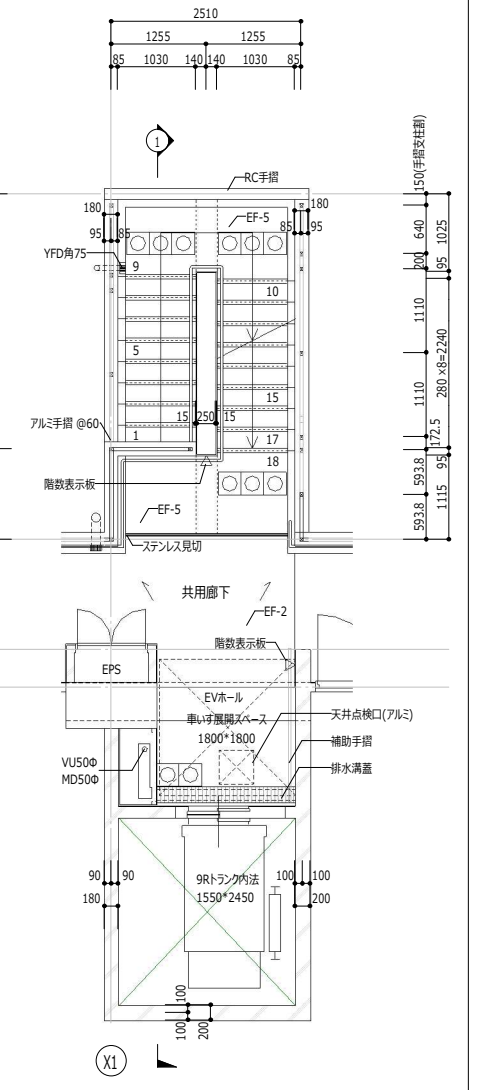 2510
1255 1255
85 1030 140 140 1030 85
1
150(手摺支柱割)
RC手摺
180 180
EF-5
95 85 85 95
YFD角75
9
640
1025
200
95
10
1110
5
280 ×8=2240
15
1110
15 250 15
アルミ手摺 @60
1
17
172.5
18
593.8
95
階数表示板
EF-5
593.8
1115
ステンレス見切
共用廊下
EF-2
階数表示板
EPS
EVホール
車いす展開スペース
1800*1800
天井点検口(アルミ)
補助手摺
VU50Φ
MD50Φ
排水溝蓋
9Rトランク内法
1550*2450
90 90
180
100 100
200
100
100
200
X1